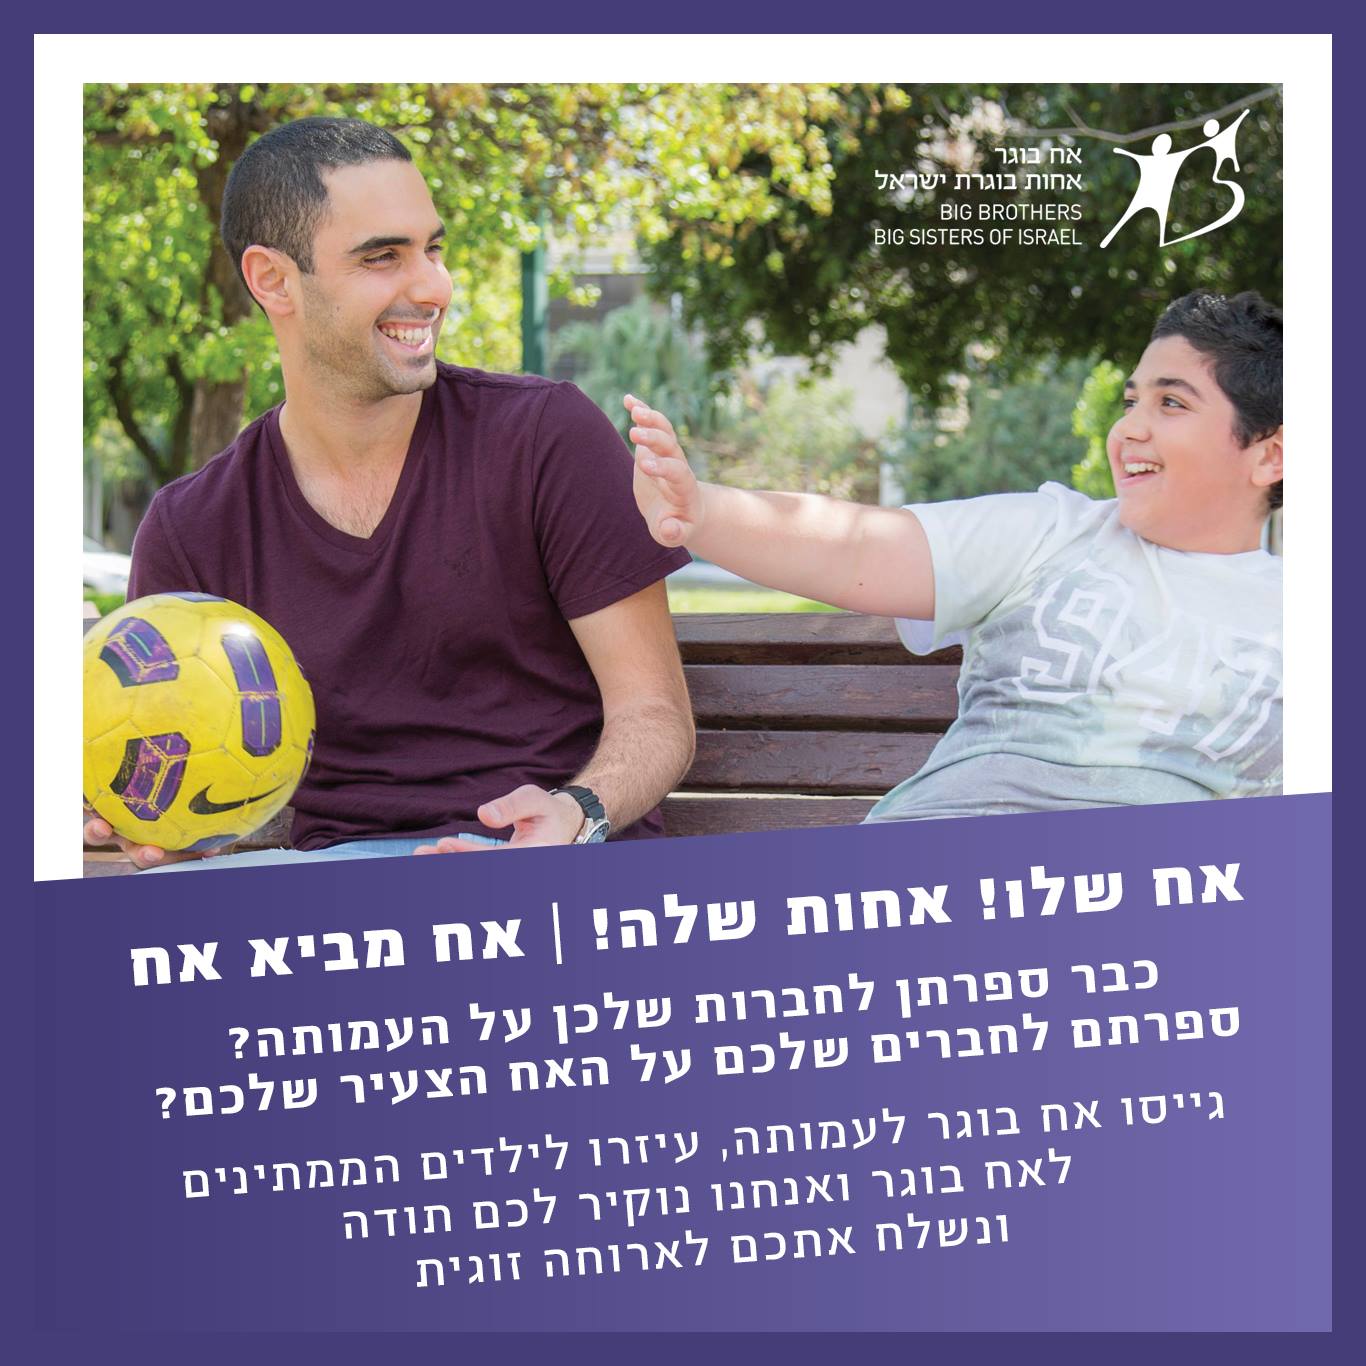 אח בוגר
אחות בוגרת ישראל
BIG BROTHERS
BIG SISTERS OF ISRAEL
947
אח שלו! אחות שלה! | אח מביא אח
כבר ספרתן לחברות שלכן על העמותה?
ספרתם לחברים שלכם על האח הצעיר שלכם?
גייסו אח בוגר לעמותה, עיזרו לילדים הממתינים
לאח בוגר ואנחנו נוקיר לכם תודה
ונשלח אתכם לארוחה זוגית